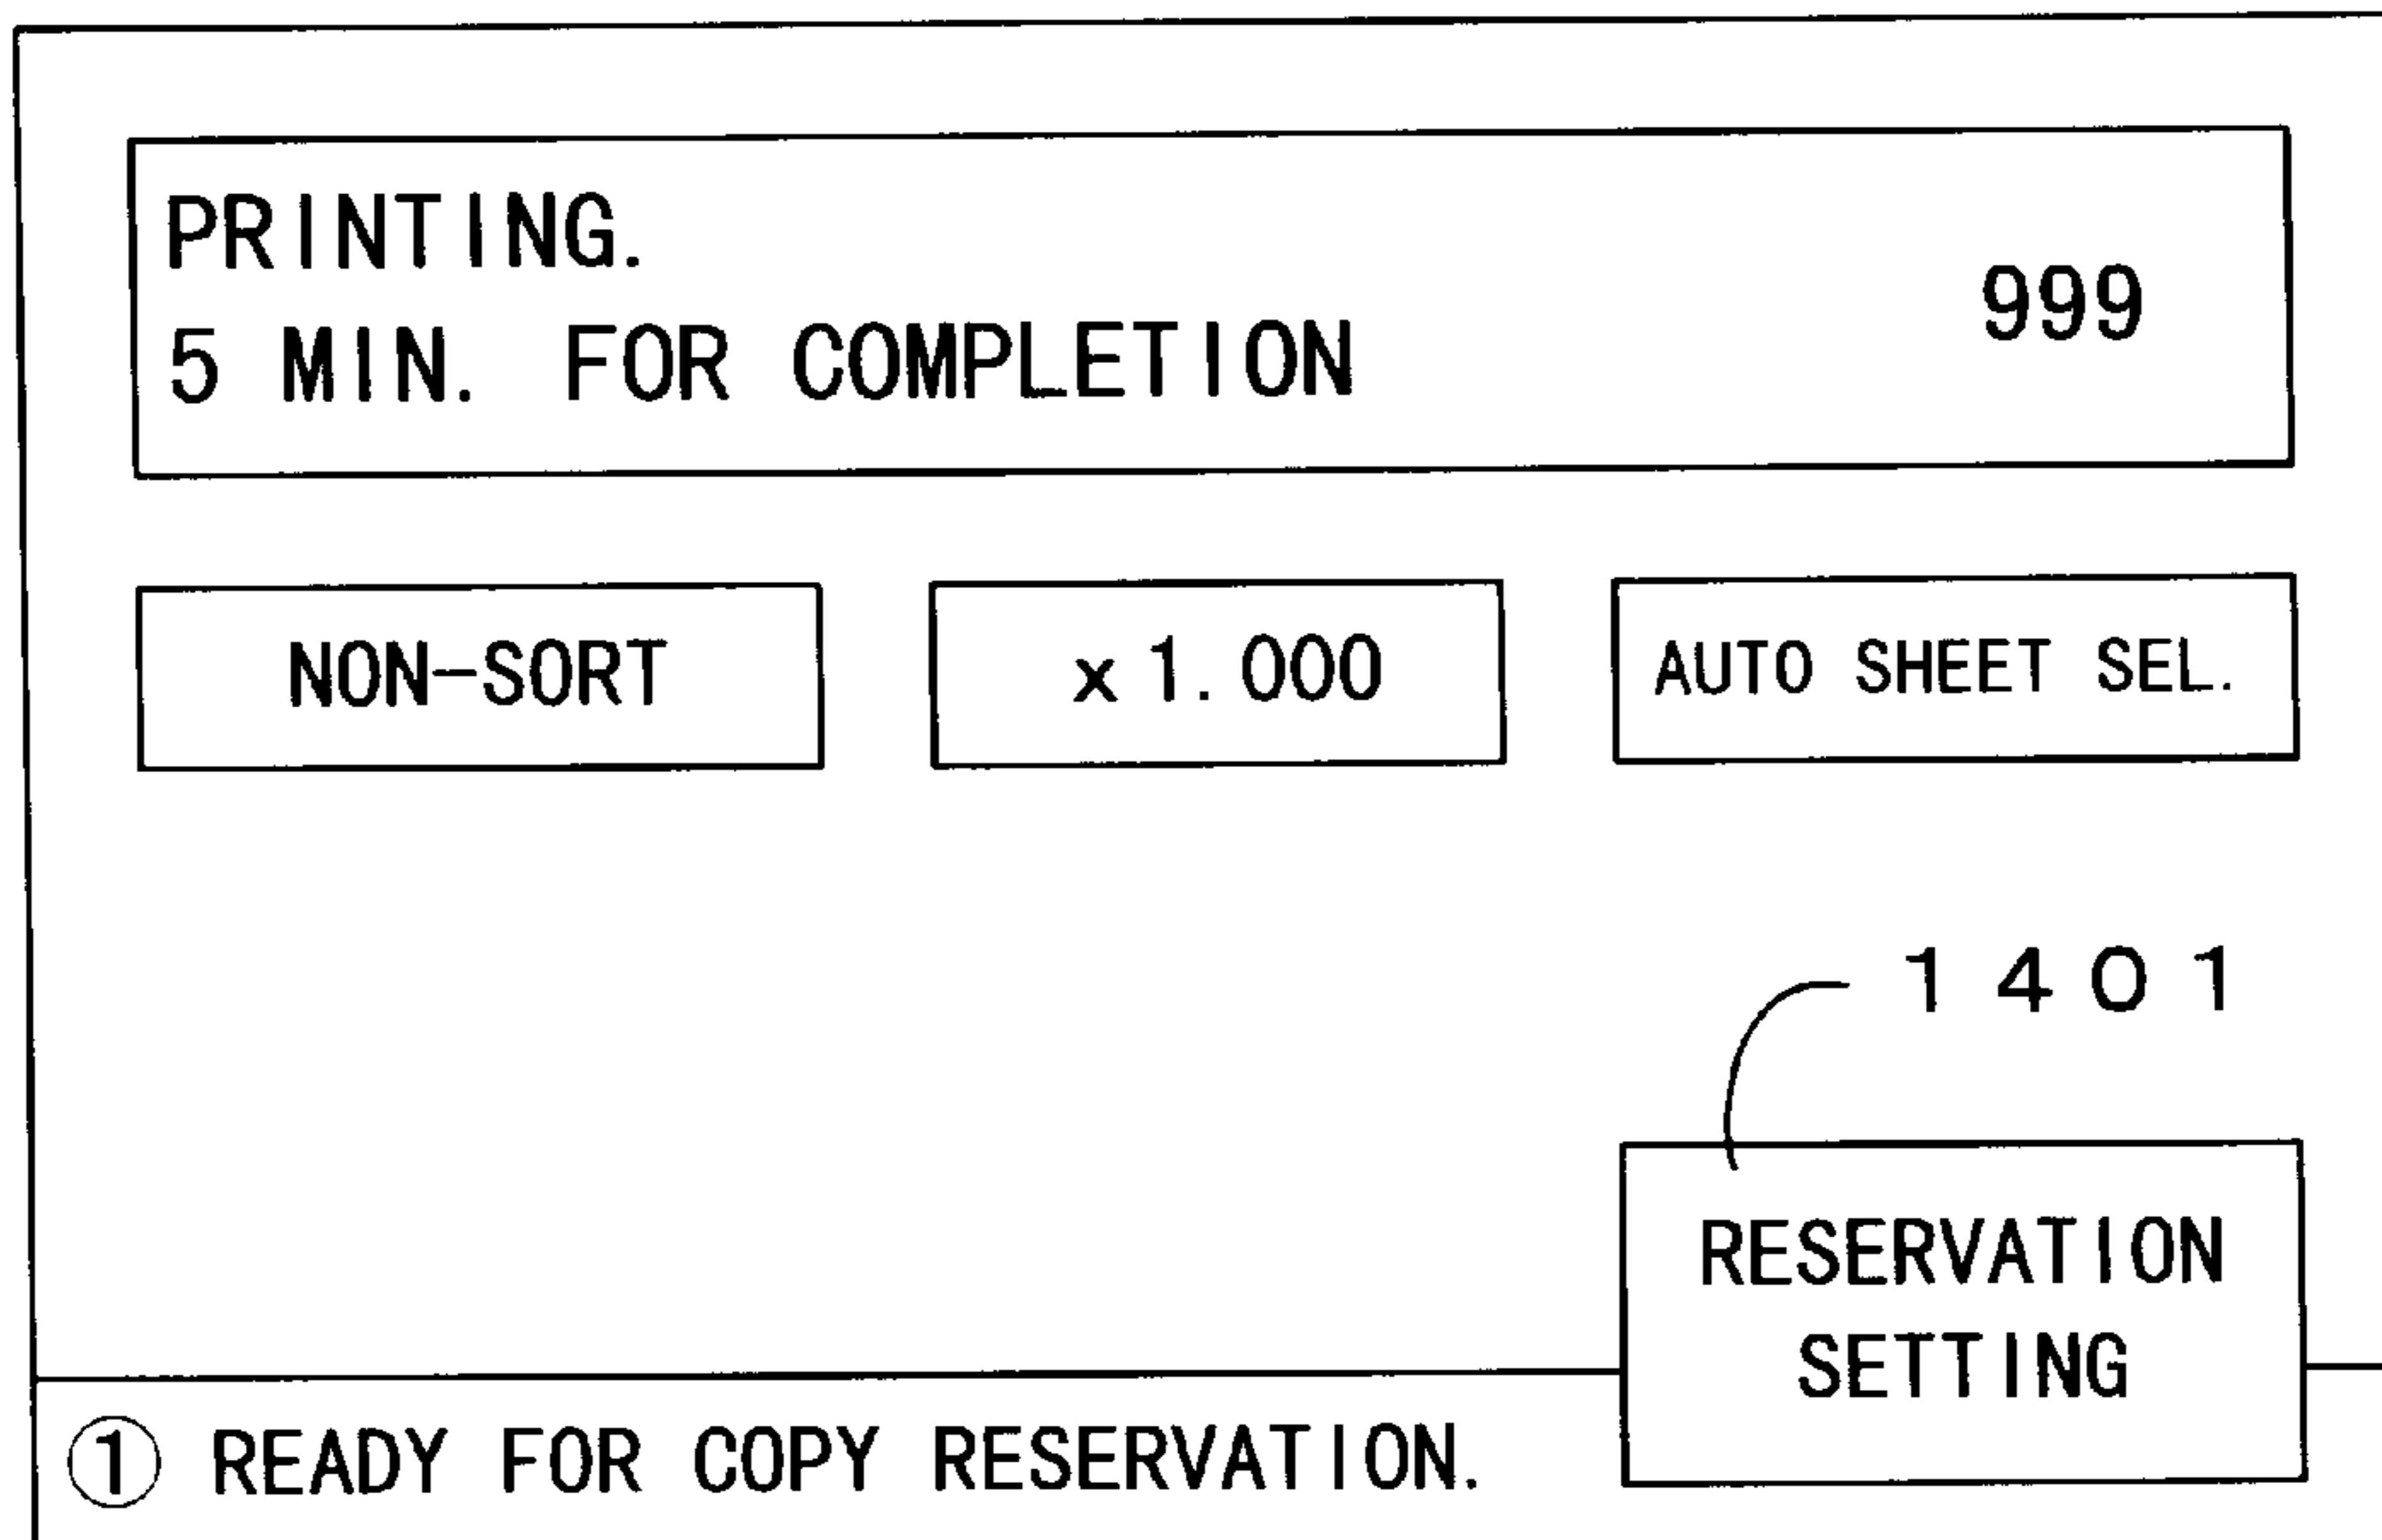 PRINTING.
999
5 MIN. FOR COMPLETION
NON-SORT
x1.000
AUTO SHEET SEL.
1401
RESERVATION
SETTING
① READY FOR COPY RESERVATION.